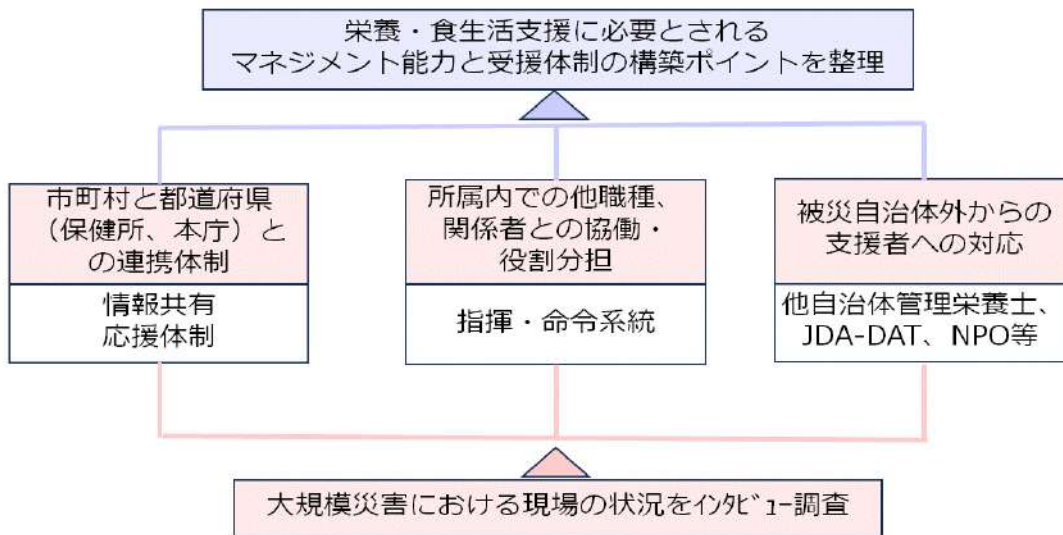 栄養・食生活支援に必要とされる
マネジメント能力と受援体制の構築ポイントを整理
市町村と都道府県
（保健所、本庁）と
の連携体制
情報共有
応援体制
所属内での他職種、
関係者との協働・
役割分担
指揮・命令系統
被災自治体外からの
支援者への対応
他自治体管理栄養士、
JDA-DAT、NPO等
大規模災害における現場の状況をｲﾝﾀﾋﾞｭｰ調査